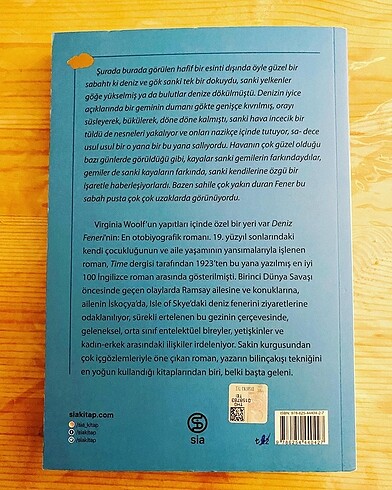 Şurada burada görülen hafif bir esinti dışında öyle güzel bir
sabahtı ki deniz ve gök sanki tek bir dokuydu, sanki yelkenler
göğe yükselmiş ya da bulutlar denize dökülmüştü. Denizin iyice
açıklarında bir geminin dumanı gökte genişçe kıvrılmış, orayı
süsleyerek, bükülerek, döne döne kalmıştı, sanki hava incecik bir
tüldü de nesneleri yakalıyor ve onları nazikçe içinde tutuyor, sa- dece
usul usul bir o yana bir bu yana sallıyordu. Havanın çok güzel olduğu
bazı günlerde görüldüğü gibi, kayalar sanki gemilerin farkındaydılar,
gemiler de sanki kayaların farkında, sanki kendilerine özgü bir
işaretle haberleşiyorlardı. Bazen sahile çok yakın duran Fener bu
sabah pusta çok çok uzaklarda görünüyordu.
Virginia Woolf'un yapıtları içinde özel bir yeri var Deniz
Feneri'nin: En otobiyografik romanı. 19. yüzyıl sonlarındaki
kendi çocukluğunun ve aile yaşamının yansımalarıyla işlenen
roman, Time dergisi tarafından 1923'ten bu yana yazılmış en iyi
100 İngilizce roman arasında gösterilmişti. Birinci Dünya Savaşı
öncesinde geçen olaylarda Ramsay ailesine ve konuklarına,
ailenin İskoçya'da, Isle of Skye'daki deniz fenerini ziyaretlerine
odaklanılıyor, sürekli ertelenen bu gezinin çerçevesinde,
geleneksel, orta sınıf entelektüel bireyler, yetişkinler ve
kadın-erkek arasındaki ilişkiler irdeleniyor. Sakin kurgusundan
çok içgözlemleriyle öne çıkan roman, yazarın bilinçakışı tekniğini
en yoğun kullandığı kitaplarından biri, belki başta geleni.
siakitap.com
/sia_kitap
/siakitap
/siakitap
sia